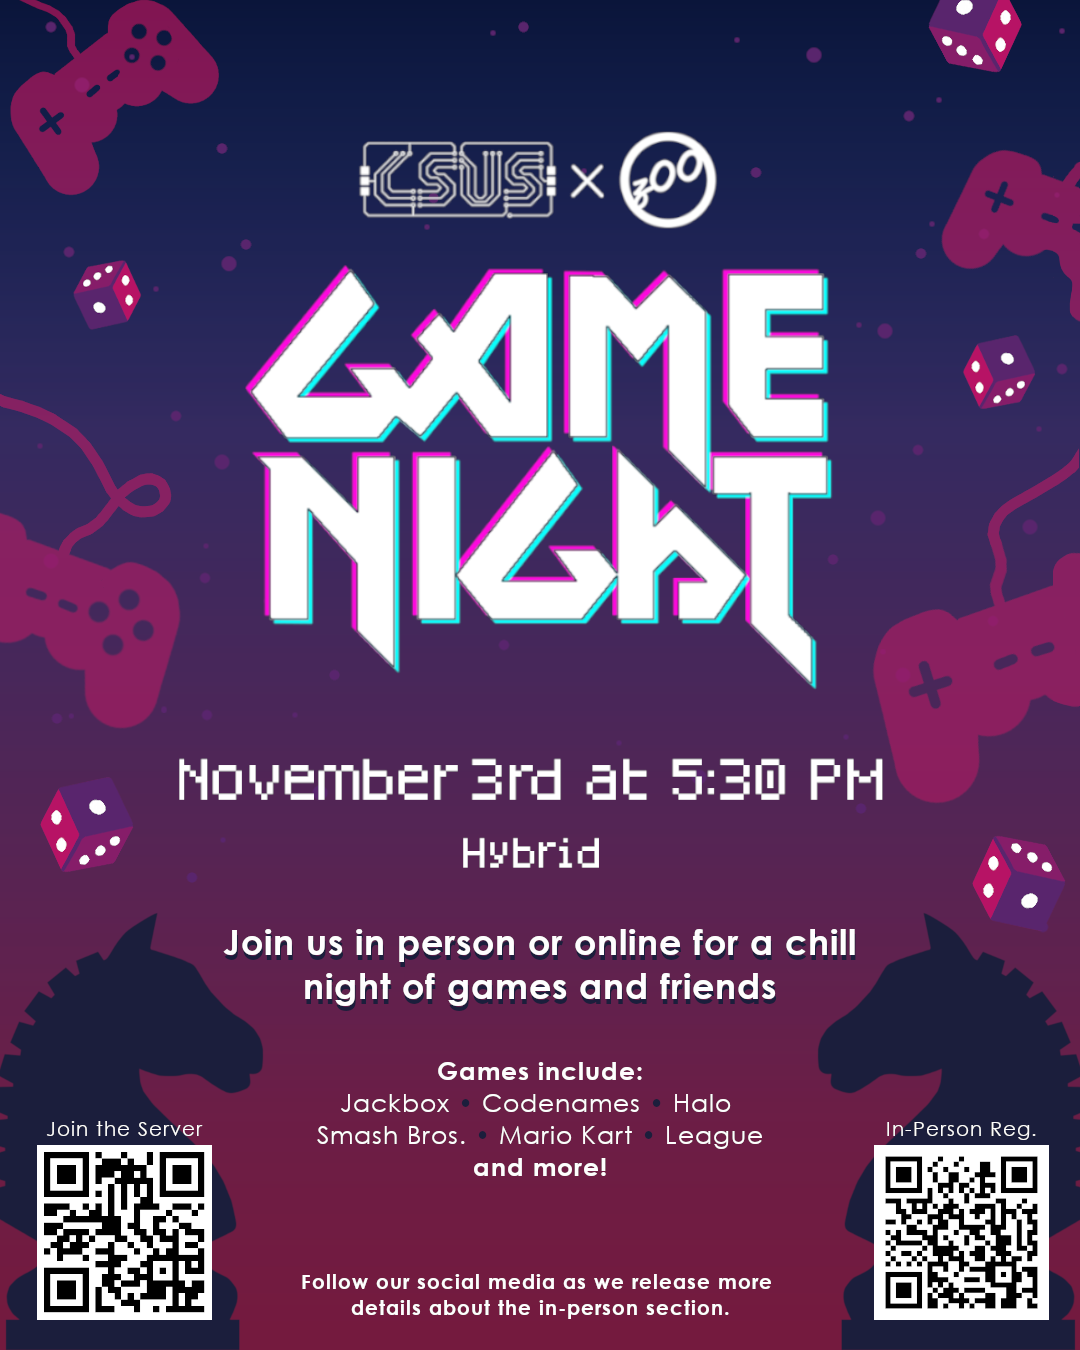 CSUS × zoo
GAME
NIGhT
November 3rd at 5:30 PM
Hybrid
Join us in person or online for a chill
night of games and friends
Games include:
Jackbox • Codenames • Halo
Smash Bros. • Mario Kart • League
and more!
Join the Server
In-Person Reg.
Follow our social media as we release more
details about the in-person section.